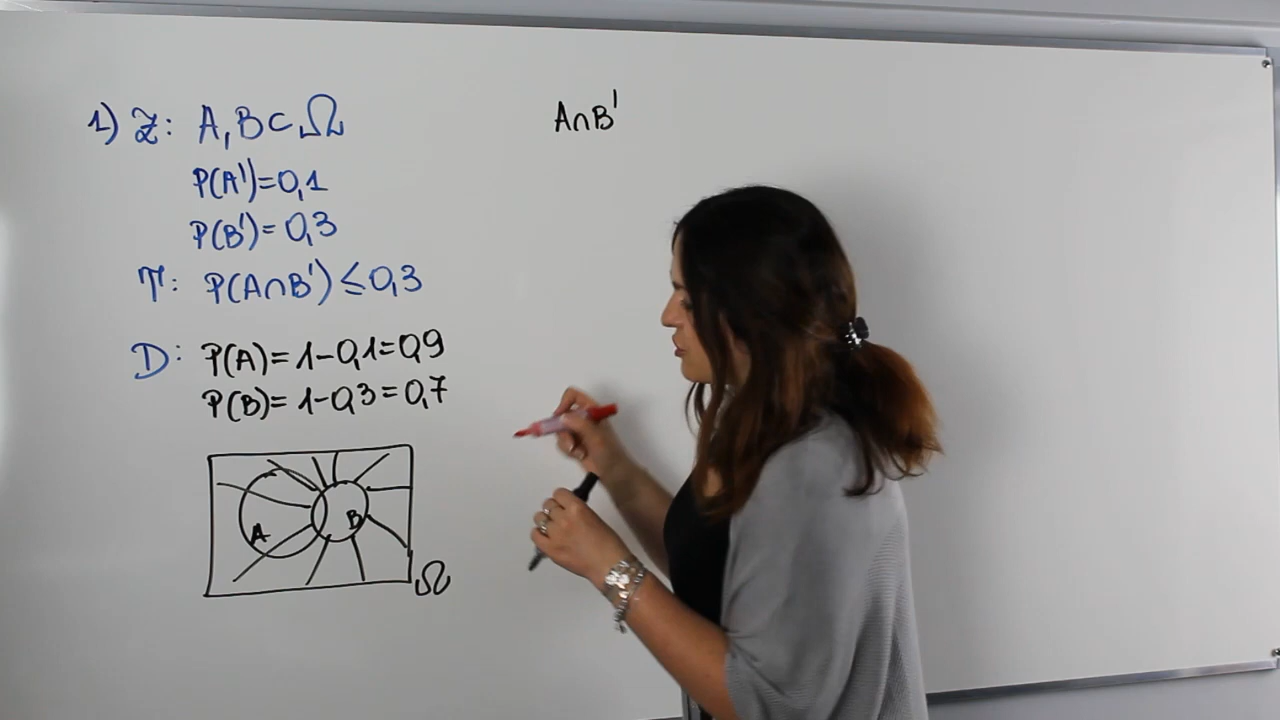 1) Z: A, B ⊂ Ω
P(A')=0,1
P(B')=0,3
T: P(A∩B') ≤ 0,3
D: P(A)= 1-0,1=0,9
P(B)= 1-0,3=0,7
A B
Ω
A∩B'